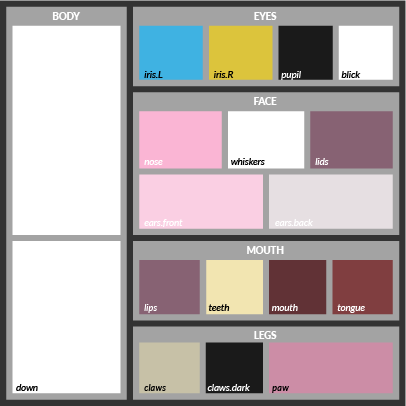 BODY
down
EYES
iris.L iris.R pupil blick
FACE
nose whiskers lids
ears.front ears.back
MOUTH
lips teeth mouth tongue
LEGS
claws claws.dark paw